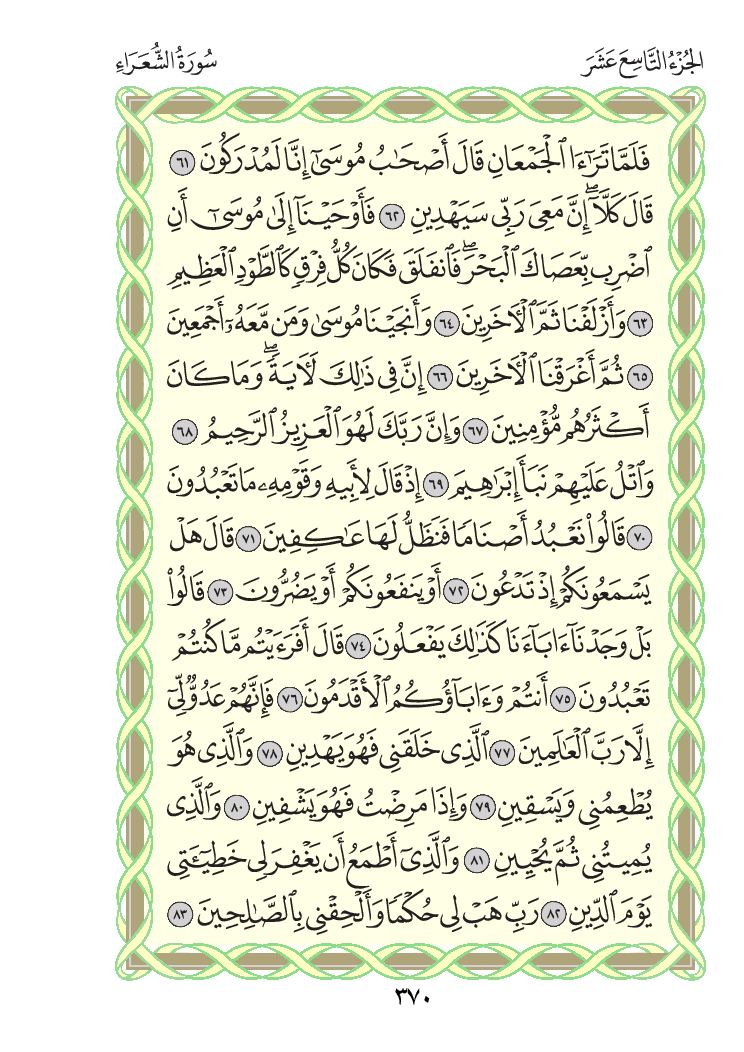 الجُزْءُ التَّاسِعَ عَشَرَ
سُورَةُ الشُّعَرَاءِ
فَلَمَّا تَرَٰٓءَا ٱلْجَمْعَانِ قَالَ أَصْحَٰبُ مُوسَىٰٓ إِنَّا لَمُدْرَكُونَ ٦١
قَالَ كَلَّآ ۖ إِنَّ مَعِىَ رَبِّى سَيَهْدِينِ ٦٢ فَأَوْحَيْنَآ إِلَىٰ مُوسَىٰٓ أَنِ
ٱضْرِب بِّعَصَاكَ ٱلْبَحْرَ ۖ فَٱنفَلَقَ فَكَانَ كُلُّ فِرْقٍ كَٱلطَّوْدِ ٱلْعَظِيمِ
٦٣ وَأَزْلَفْنَا ثَمَّ ٱلْءَاخَرِينَ ٦٤ وَأَنجَيْنَا مُوسَىٰ وَمَن مَّعَهُۥٓ أَجْمَعِينَ
٦٥ ثُمَّ أَغْرَقْنَا ٱلْءَاخَرِينَ ٦٦ إِنَّ فِى ذَٰلِكَ لَءَايَةً ۖ وَمَا كَانَ
أَكْثَرُهُم مُّؤْمِنِينَ ٦٧ وَإِنَّ رَبَّكَ لَهُوَ ٱلْعَزِيزُ ٱلرَّحِيمُ ٦٨
وَٱتْلُ عَلَيْهِمْ نَبَأَ إِبْرَٰهِيمَ ٦٩ إِذْ قَالَ لِأَبِيهِ وَقَوْمِهِۦ مَا تَعْبُدُونَ
٧٠ قَالُوا۟ نَعْبُدُ أَصْنَامًا فَنَظَلُّ لَهَا عَٰكِفِينَ ٧١ قَالَ هَلْ
يَسْمَعُونَكُمْ إِذْ تَدْعُونَ ٧٢ أَوْ يَنفَعُونَكُمْ أَوْ يَضُرُّونَ ٧٣ قَالُوا۟
بَلْ وَجَدْنَآ ءَابَآءَنَا كَذَٰلِكَ يَفْعَلُونَ ٧٤ قَالَ أَفَرَءَيْتُم مَّا كُنتُمْ
تَعْبُدُونَ ٧٥ أَنتُمْ وَءَابَآؤُكُمُ ٱلْأَقْدَمُونَ ٧٦ فَإِنَّهُمْ عَدُوٌّ لِّىٓ
إِلَّا رَبَّ ٱلْعَٰلَمِينَ ٧٧ ٱلَّذِى خَلَقَنِى فَهُوَ يَهْدِينِ ٧٨ وَٱلَّذِى هُوَ
يُطْعِمُنِى وَيَسْقِينِ ٧٩ وَإِذَا مَرِضْتُ فَهُوَ يَشْفِينِ ٨٠ وَٱلَّذِى
يُمِيتُنِى ثُمَّ يُحْيِينِ ٨١ وَٱلَّذِىٓ أَطْمَعُ أَن يَغْفِرَ لِى خَطِيٓـَٔتِى
يَوْمَ ٱلدِّينِ ٨٢ رَبِّ هَبْ لِى حُكْمًا وَأَلْحِقْنِى بِٱلصَّٰلِحِينَ ٨٣
٣٧٠